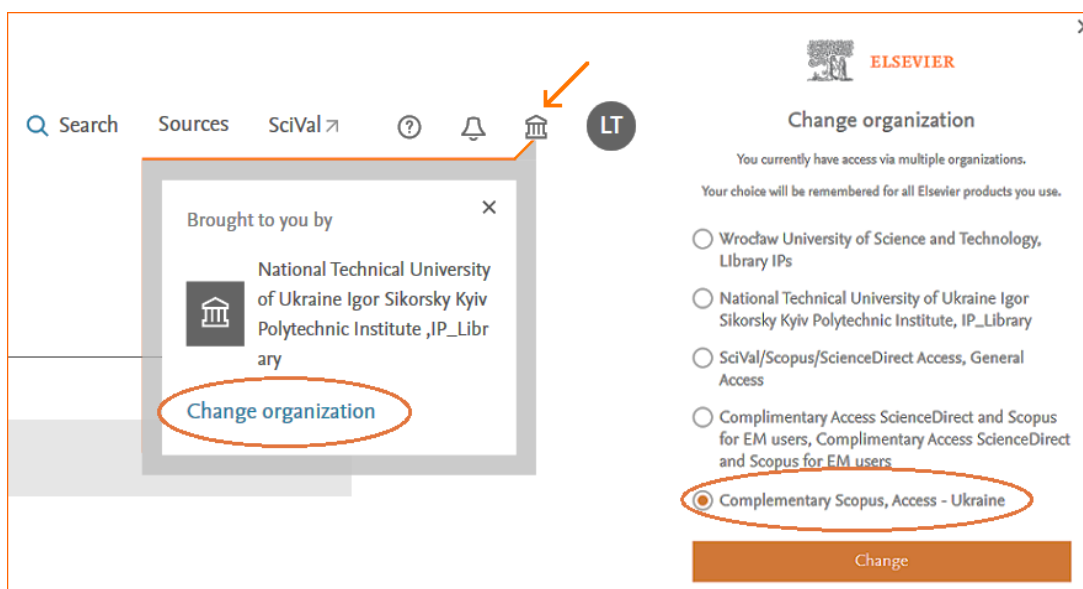 Search
Sources
SciVal
LT
Brought to you by
National Technical University
of Ukraine Igor Sikorsky Kyiv
Polytechnic Institute ,IP_Libr
ary
Change organization
ELSEVIER
Change organization
You currently have access via multiple organizations.
Your choice will be remembered for all Elsevier products you use.
Wrocław University of Science and Technology,
LIbrary IPs
National Technical University of Ukraine Igor
Sikorsky Kyiv Polytechnic Institute, IP_Library
SciVal/Scopus/ScienceDirect Access, General
Access
Complimentary Access ScienceDirect and Scopus
for EM users, Complimentary Access ScienceDirect
and Scopus for EM users
Complementary Scopus, Access - Ukraine
Change